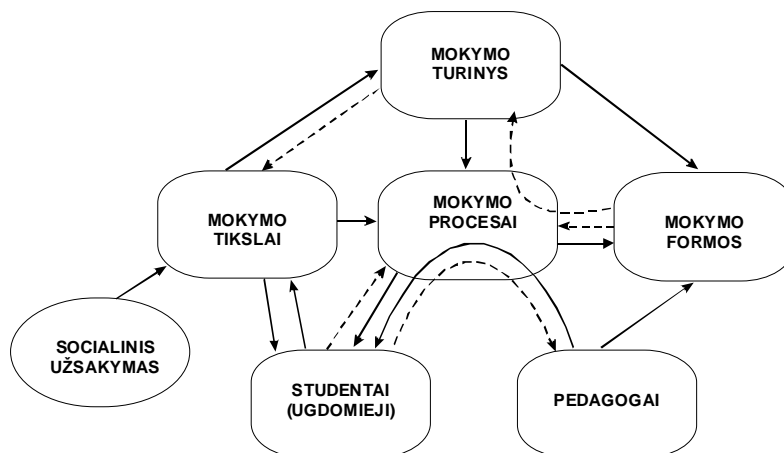 MOKYMO
TURINYS
MOKYMO
TIKSLAI
MOKYMO
PROCESAI
MOKYMO
FORMOS
SOCIALINIS
UŽSAKYMAS
STUDENTAI
(UGDOMIEJI)
PEDAGOGAI